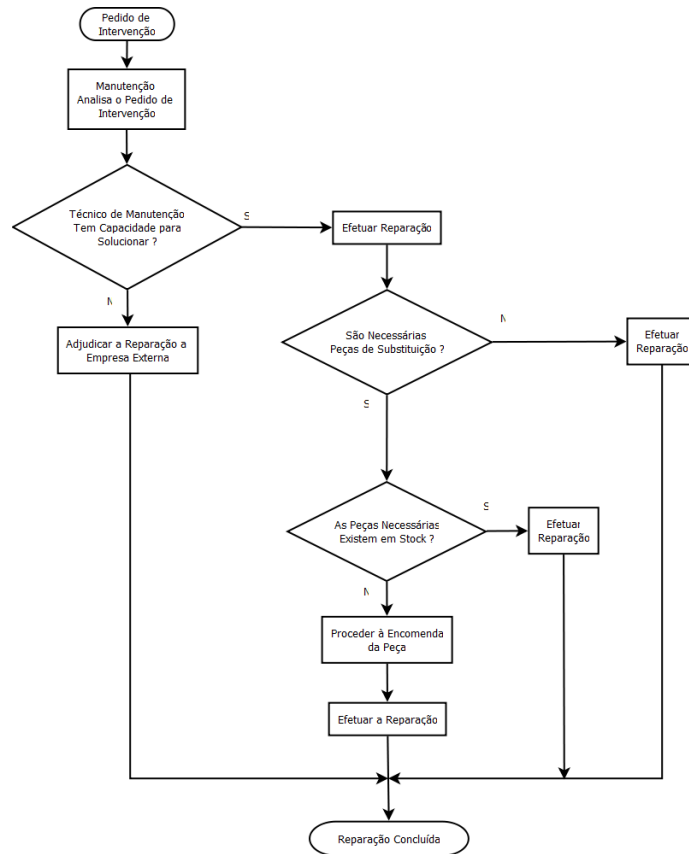 Pedido de
Intervenção
Manutenção
Analisa o Pedido de
Intervenção
Técnico de Manutenção
Tem Capacidade para
Solucionar ?
S
Efetuar Reparação
N
Adjudicar a Reparação a
Empresa Externa
São Necessárias
Peças de Substituição ?
N
Efetuar
Reparação
S
As Peças Necessárias
Existem em Stock ?
S
Efetuar
Reparação
N
Proceder à Encomenda
da Peça
Efetuar a Reparação
Reparação Concluída